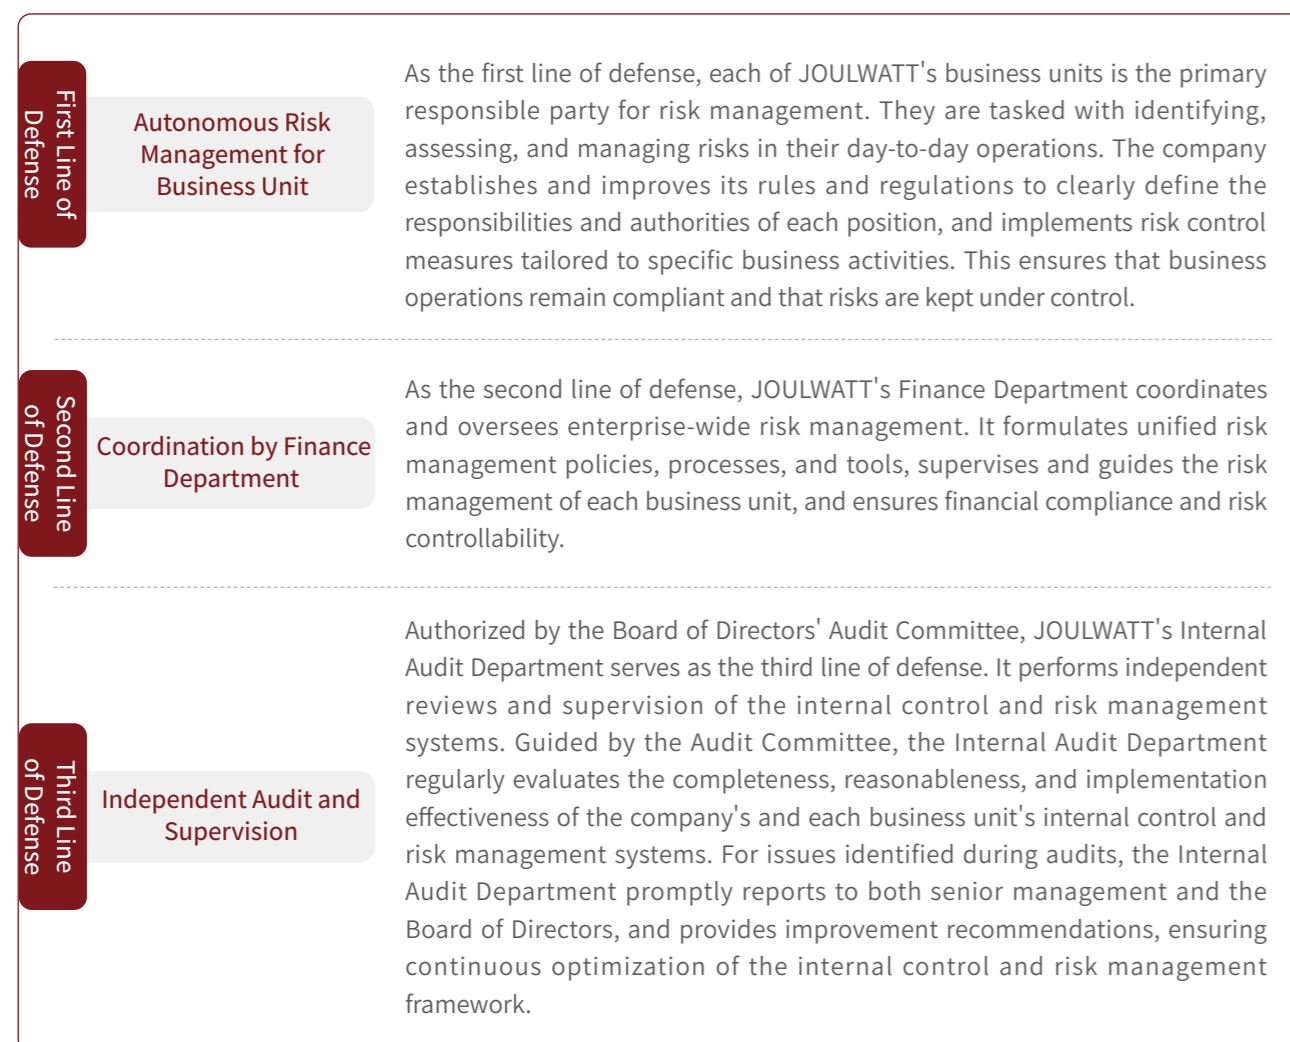 First Line of
Defense
Autonomous Risk
Management for
Business Unit
As the first line of defense, each of JOULWATT's business units is the primary
responsible party for risk management. They are tasked with identifying,
assessing, and managing risks in their day-to-day operations. The company
establishes and improves its rules and regulations to clearly define the
responsibilities and authorities of each position, and implements risk control
measures tailored to specific business activities. This ensures that business
operations remain compliant and that risks are kept under control.
Second Line
of Defense
Coordination by Finance
Department
As the second line of defense, JOULWATT's Finance Department coordinates
and oversees enterprise-wide risk management. It formulates unified risk
management policies, processes, and tools, supervises and guides the risk
management of each business unit, and ensures financial compliance and risk
controllability.
Third Line
of Defense
Independent Audit and
Supervision
Authorized by the Board of Directors' Audit Committee, JOULWATT's Internal
Audit Department serves as the third line of defense. It performs independent
reviews and supervision of the internal control and risk management
systems. Guided by the Audit Committee, the Internal Audit Department
regularly evaluates the completeness, reasonableness, and implementation
effectiveness of the company's and each business unit's internal control and
risk management systems. For issues identified during audits, the Internal
Audit Department promptly reports to both senior management and the
Board of Directors, and provides improvement recommendations, ensuring
continuous optimization of the internal control and risk management
framework.